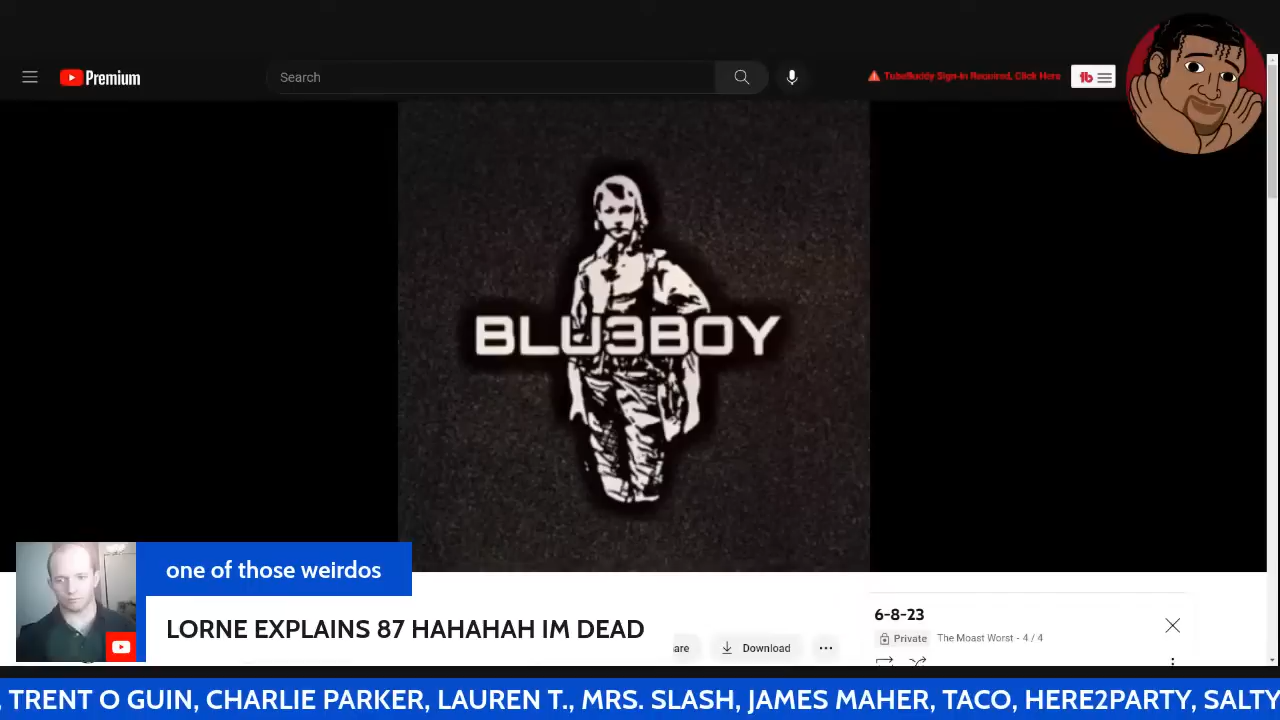 Premium
Search
TubeBuddy Sign-In Required, Click Here
tb
BLU3BOY
one of those weirdos
LORNE EXPLAINS 87 HAHAHAH IM DEAD
are
Download
6-8-23
Private
The Moast Worst - 4 / 4
, TRENT O GUIN, CHARLIE PARKER, LAUREN T., MRS. SLASH, JAMES MAHER, TACO, HERE2PARTY, SALTY